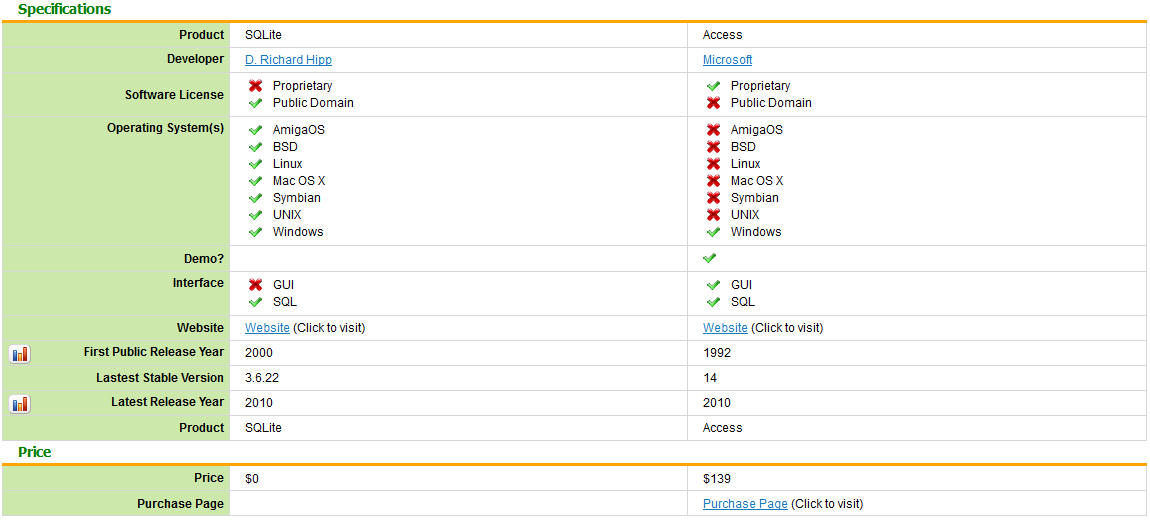 Specifications
Product SQLite Access
Developer D. Richard Hipp Microsoft
Software License
Proprietary Proprietary
Public Domain Public Domain
Operating System(s)
AmigaOS AmigaOS
BSD BSD
Linux Linux
Mac OS X Mac OS X
Symbian Symbian
UNIX UNIX
Windows Windows
Demo?
Interface
GUI GUI
SQL SQL
Website Website (Click to visit) Website (Click to visit)
First Public Release Year 2000 1992
Lastest Stable Version 3.6.22 14
Latest Release Year 2010 2010
Product SQLite Access
Price
Price $0 $139
Purchase Page Purchase Page (Click to visit)